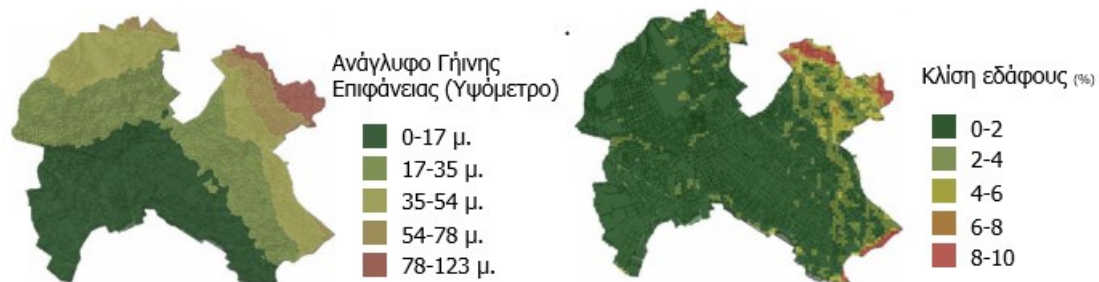 Ανάγλυφο Γήινης
Επιφάνειας (Υψόμετρο)
0-17 μ.
17-35 μ.
35-54 μ.
54-78 μ.
78-123 μ.
Κλίση εδάφους (%)
0-2
2-4
4-6
6-8
8-10